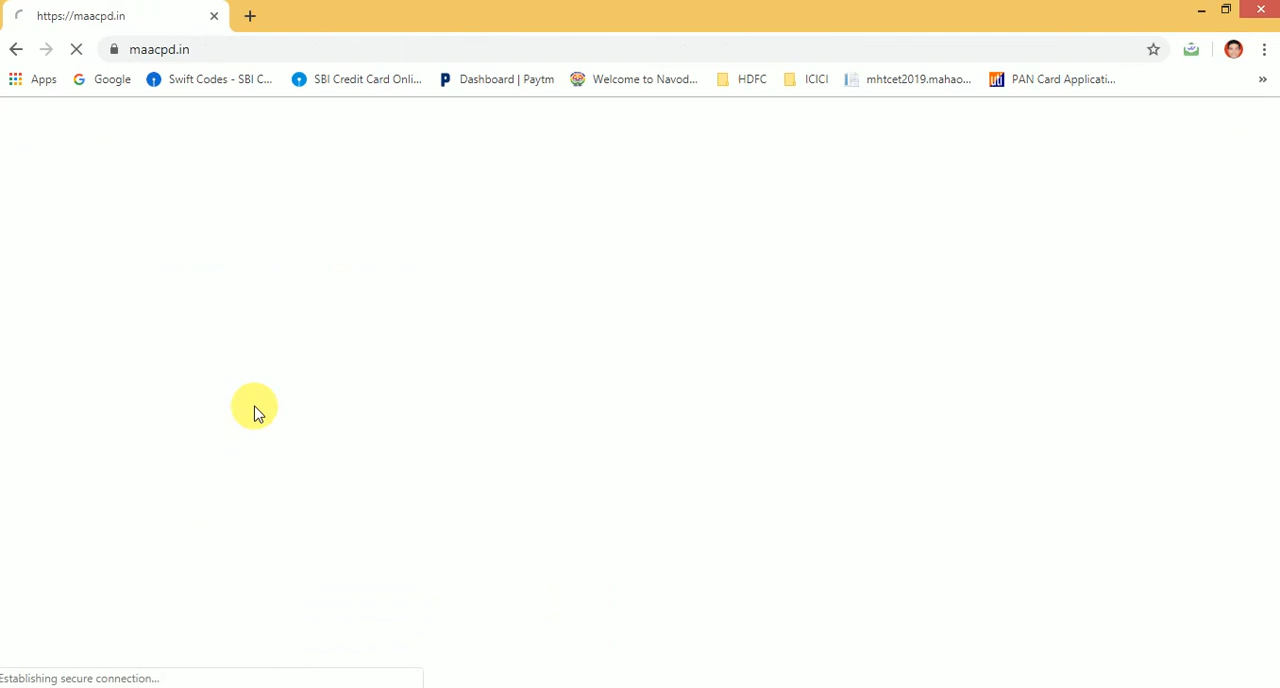 https://maacpd.in
maacpd.in
Apps Google Swift Codes - SBI C... SBI Credit Card Onli... Dashboard | Paytm Welcome to Navod... HDFC ICICI mhtcet2019.mahao... PAN Card Applicati... »
Establishing secure connection...